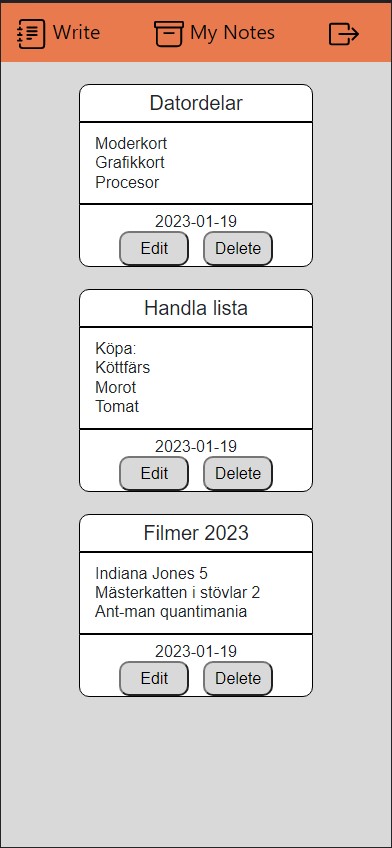 Write My Notes
Datordelar
Moderkort
Grafikkort
Procesor
2023-01-19
Edit Delete
Handla lista
Köpa:
Köttfärs
Morot
Tomat
2023-01-19
Edit Delete
Filmer 2023
Indiana Jones 5
Mästerkatten i stövlar 2
Ant-man quantimania
2023-01-19
Edit Delete